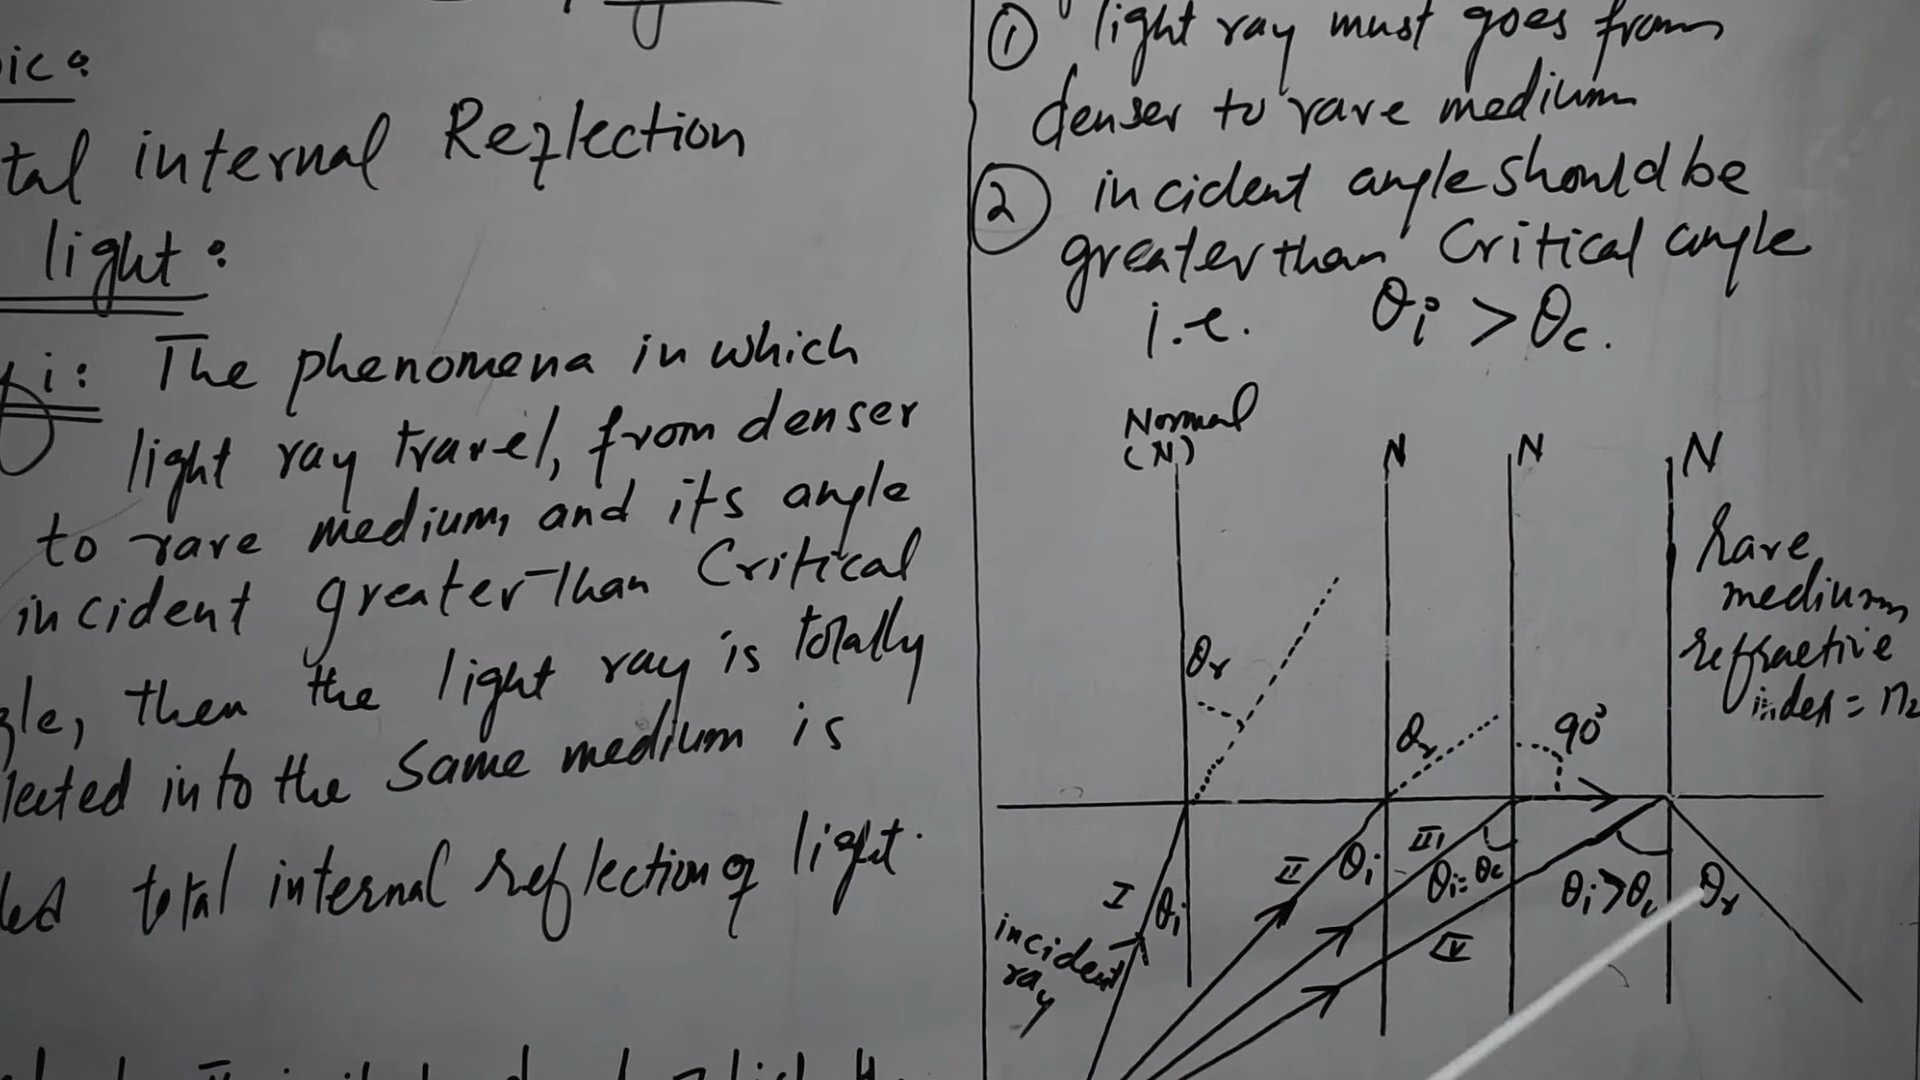 ic:
tal internal Reflection
light:
i: The phenomena in which
light ray travel, from denser
to rare medium, and its angle
incident greater than Critical
gle, then the light ray is totally
lected into the same medium is
led total internal reflection of light.
① light ray must goes from
denser to rare medium
② incident angle should be
greater than Critical angle
i.e. θi > θc.
Normal
(N)
N
N
N
rare
medium,
refractive
index = n2
θr
θr
90°
I
θi
incident
ray
II
θi
III
θi = θc
IV
θi > θc
θr